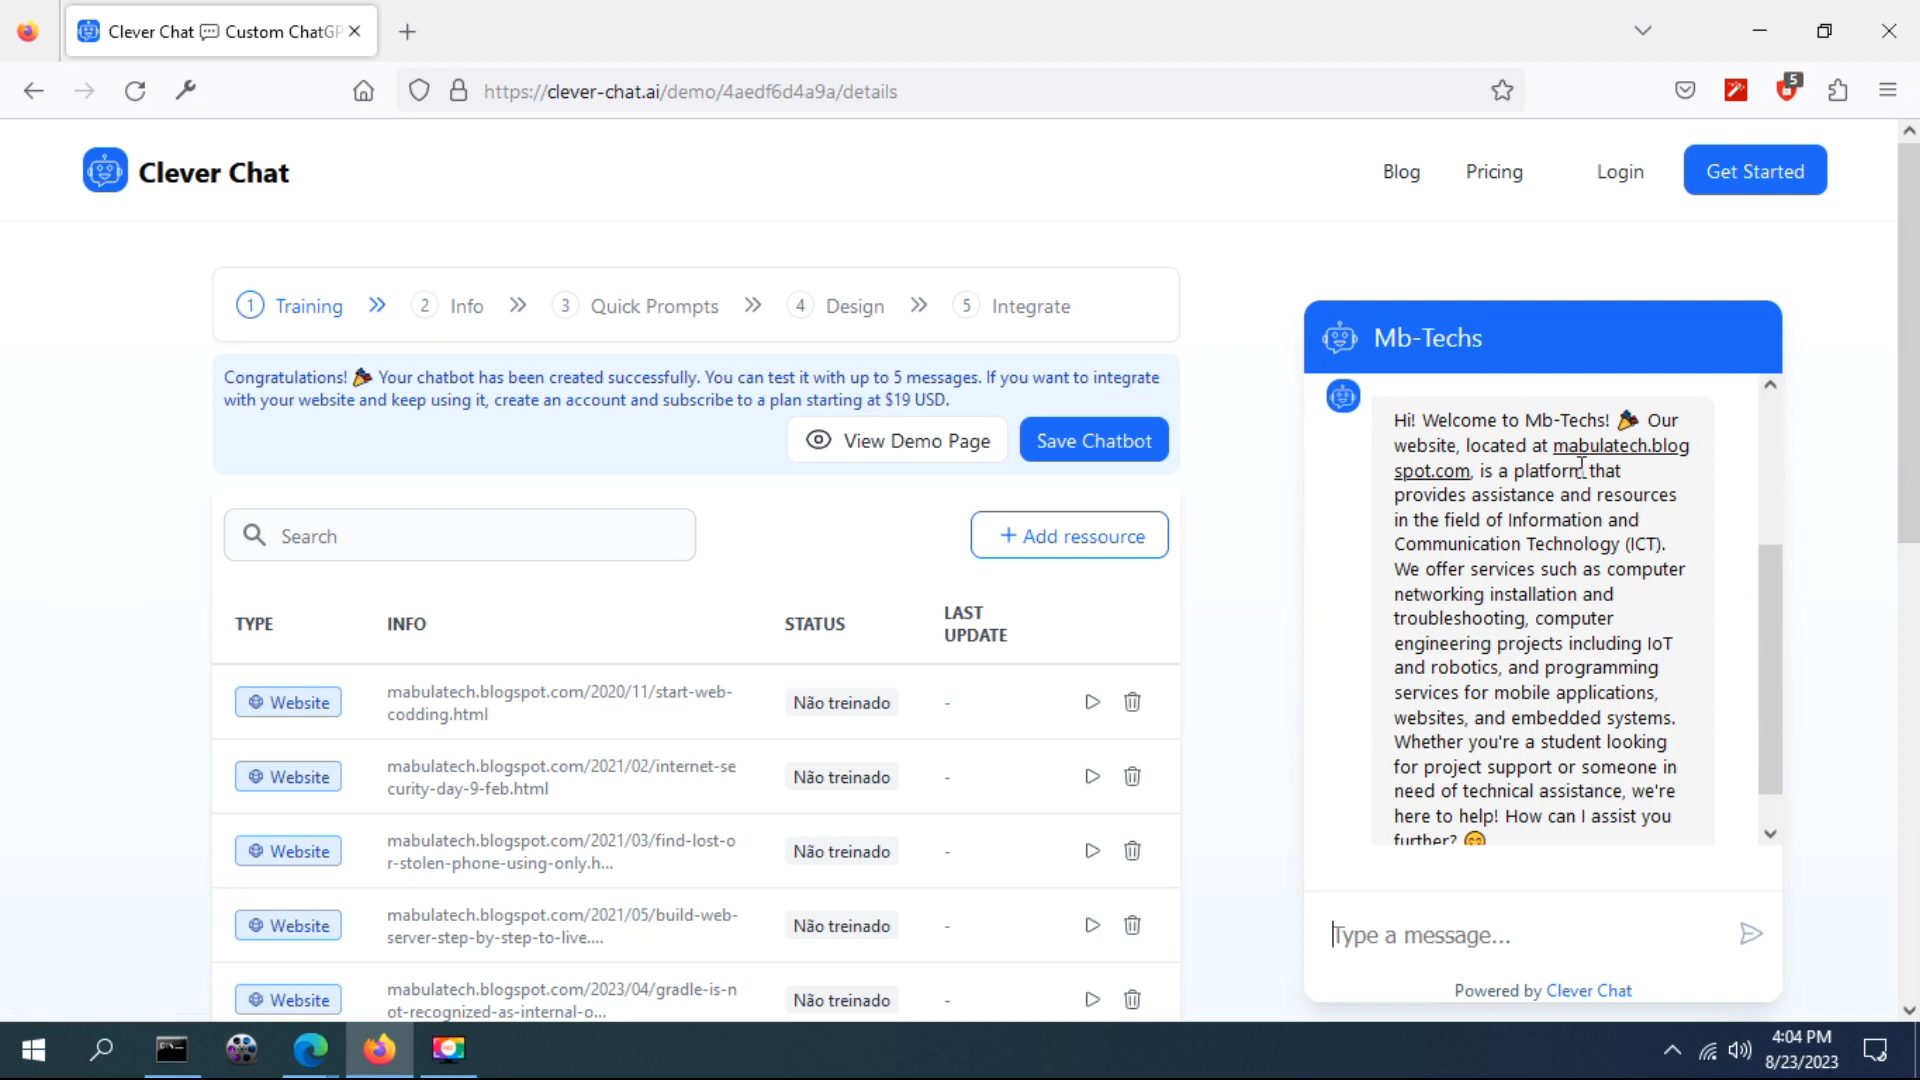 Clever Chat 💬 Custom ChatGP
5
https://clever-chat.ai/demo/4aedf6d4a9a/details
Clever Chat
Blog
Pricing
Login
Get Started
1 Training
2 Info
3 Quick Prompts
4 Design
5 Integrate
Congratulations! 🎉 Your chatbot has been created successfully. You can test it with up to 5 messages. If you want to integrate
with your website and keep using it, create an account and subscribe to a plan starting at $19 USD.
View Demo Page
Save Chatbot
Search
+ Add ressource
TYPE
INFO
STATUS
LAST
UPDATE
Website
mabulatech.blogspot.com/2020/11/start-web-
codding.html
Não treinado
-
Website
mabulatech.blogspot.com/2021/02/internet-se
curity-day-9-feb.html
Não treinado
-
Website
mabulatech.blogspot.com/2021/03/find-lost-o
r-stolen-phone-using-only.h...
Não treinado
-
Website
mabulatech.blogspot.com/2021/05/build-web-
server-step-by-step-to-live....
Não treinado
-
Website
mabulatech.blogspot.com/2023/04/gradle-is-n
ot-recognized-as-internal-o...
Não treinado
-
Mb-Techs
Hi! Welcome to Mb-Techs! 🎉 Our
website, located at mabulatech.blog
spot.com, is a platform that
provides assistance and resources
in the field of Information and
Communication Technology (ICT).
We offer services such as computer
networking installation and
troubleshooting, computer
engineering projects including IoT
and robotics, and programming
services for mobile applications,
websites, and embedded systems.
Whether you're a student looking
for project support or someone in
need of technical assistance, we're
here to help! How can I assist you
further? 😊
Type a message...
Powered by Clever Chat
4:04 PM
8/23/2023